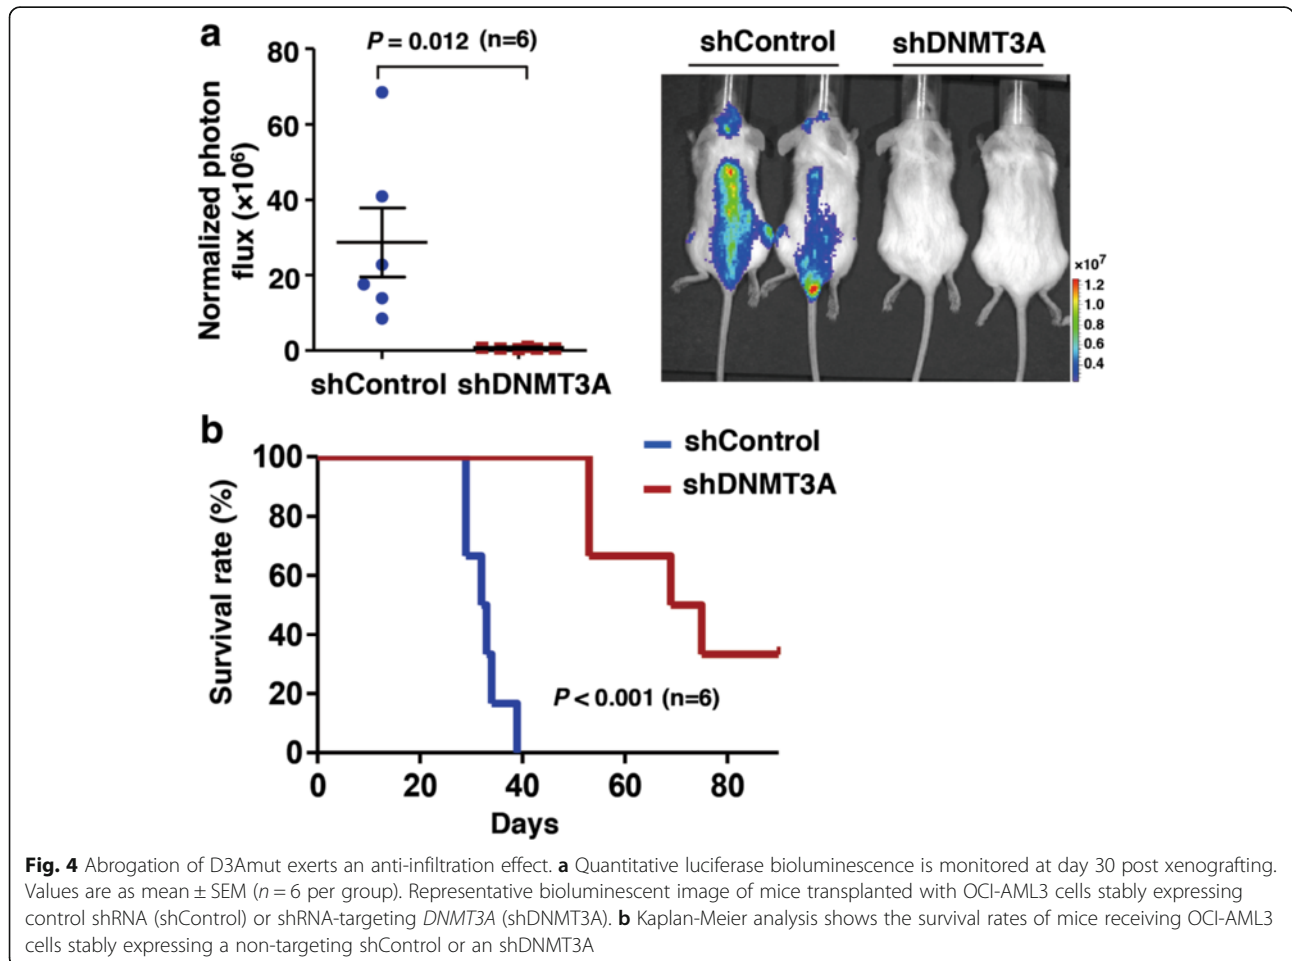 a
P = 0.012 (n=6)
80
60
40
20
0
Normalized photon
flux (×10⁶)
shControl shDNMT3A
shControl shDNMT3A
×10⁷
1.2
1.0
0.8
0.6
0.4
b
shControl
shDNMT3A
100
80
60
40
20
0
Survival rate (%)
P < 0.001 (n=6)
0 20 40 60 80
Days
Fig. 4 Abrogation of D3Amut exerts an anti-infiltration effect. a Quantitative luciferase bioluminescence is monitored at day 30 post xenografting.
Values are as mean ± SEM (n = 6 per group). Representative bioluminescent image of mice transplanted with OCI-AML3 cells stably expressing
control shRNA (shControl) or shRNA-targeting DNMT3A (shDNMT3A). b Kaplan-Meier analysis shows the survival rates of mice receiving OCI-AML3
cells stably expressing a non-targeting shControl or an shDNMT3A